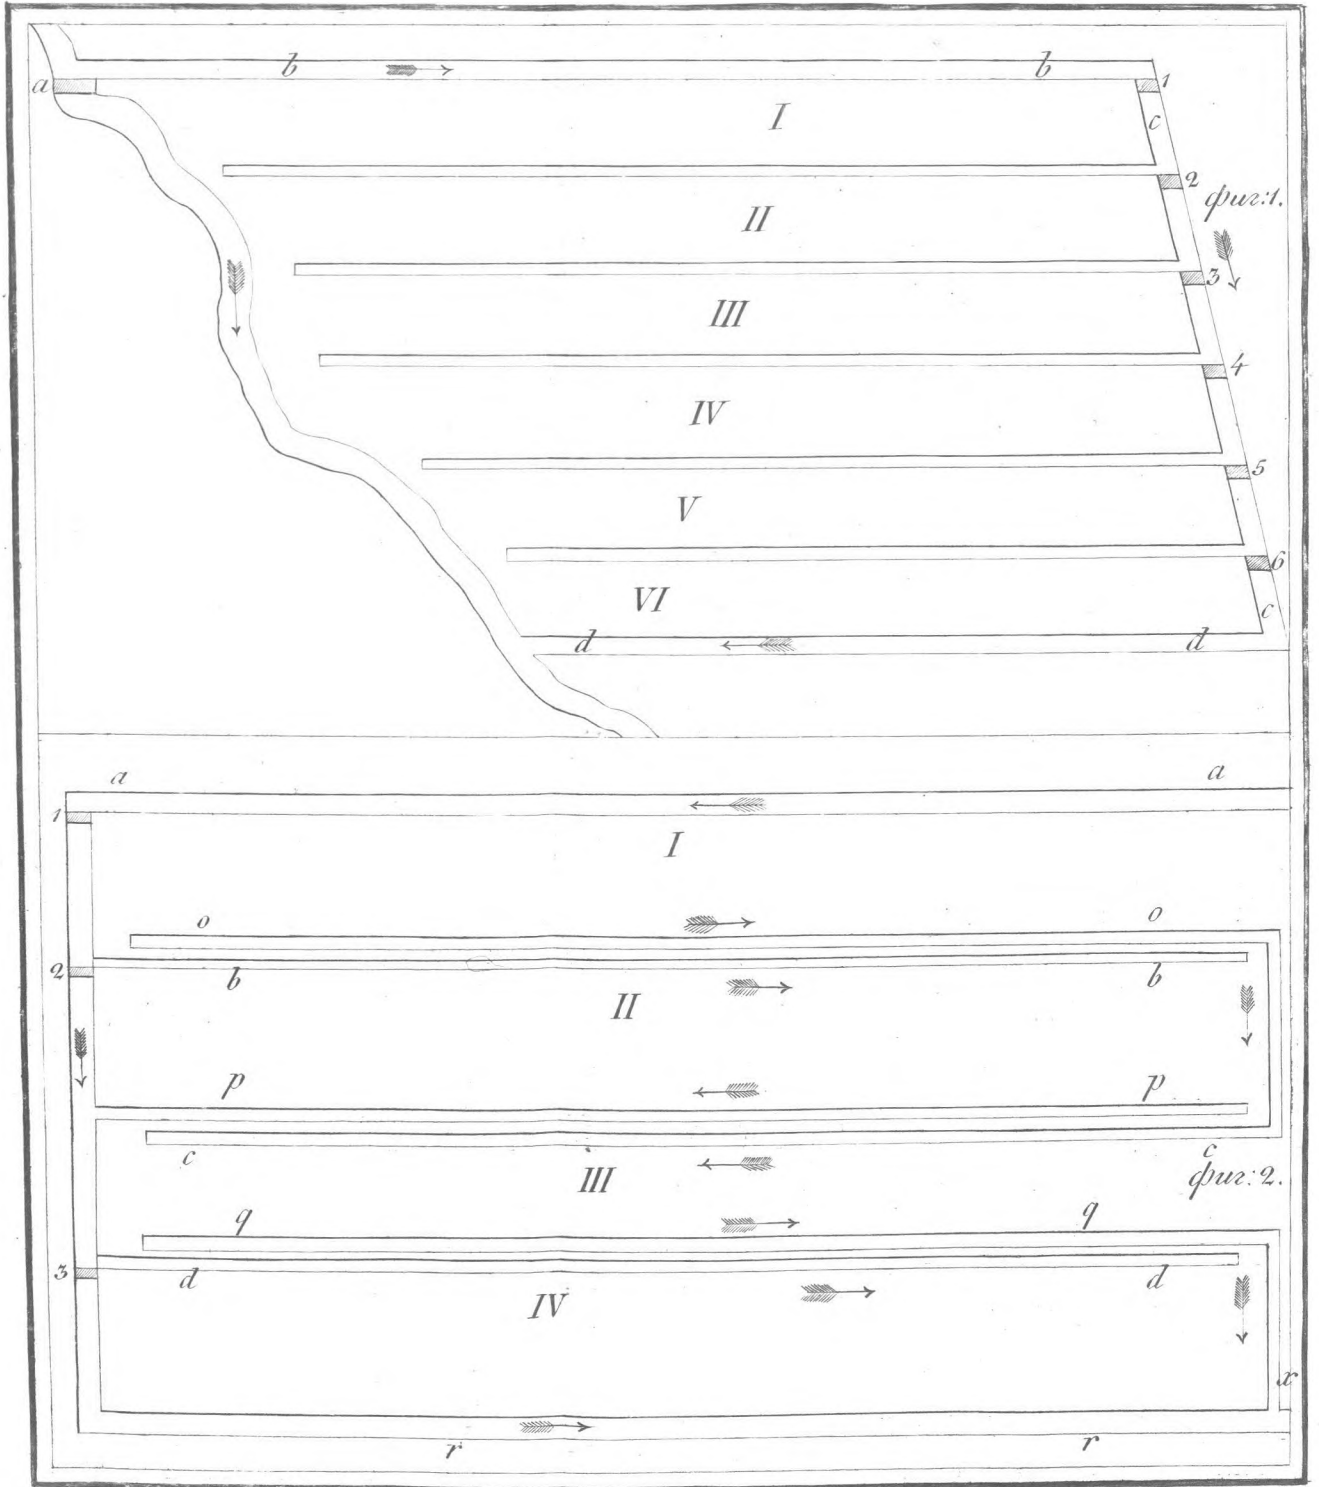 b b
a 1
I c
2
фиг:1.
II
3
III
4
IV
5
V
6
VI c
d d
a a
1
I
o o
2
b b
II
p p
c c
III фиг:2.
q q
3 d d
IV
x
r r